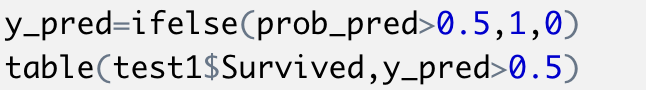 y_pred=ifelse(prob_pred>0.5,1,0)
table(test1$Survived,y_pred>0.5)